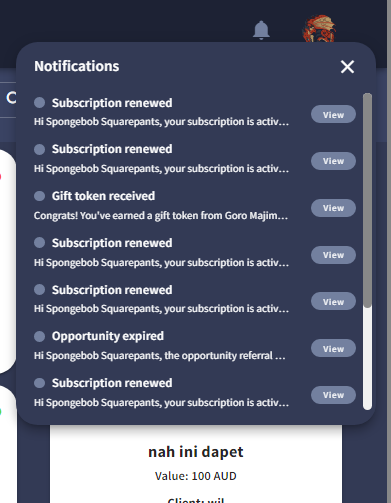 Notifications
Subscription renewed
Hi Spongebob Squarepants, your subscription is activ...
View
Subscription renewed
Hi Spongebob Squarepants, your subscription is activ...
View
Gift token received
Congrats! You've earned a gift token from Goro Majim...
View
Subscription renewed
Hi Spongebob Squarepants, your subscription is activ...
View
Subscription renewed
Hi Spongebob Squarepants, your subscription is activ...
View
Opportunity expired
Hi Spongebob Squarepants, the opportunity referral ...
View
Subscription renewed
Hi Spongebob Squarepants, your subscription is activ...
View
nah ini dapet
Value: 100 AUD
Client: wil